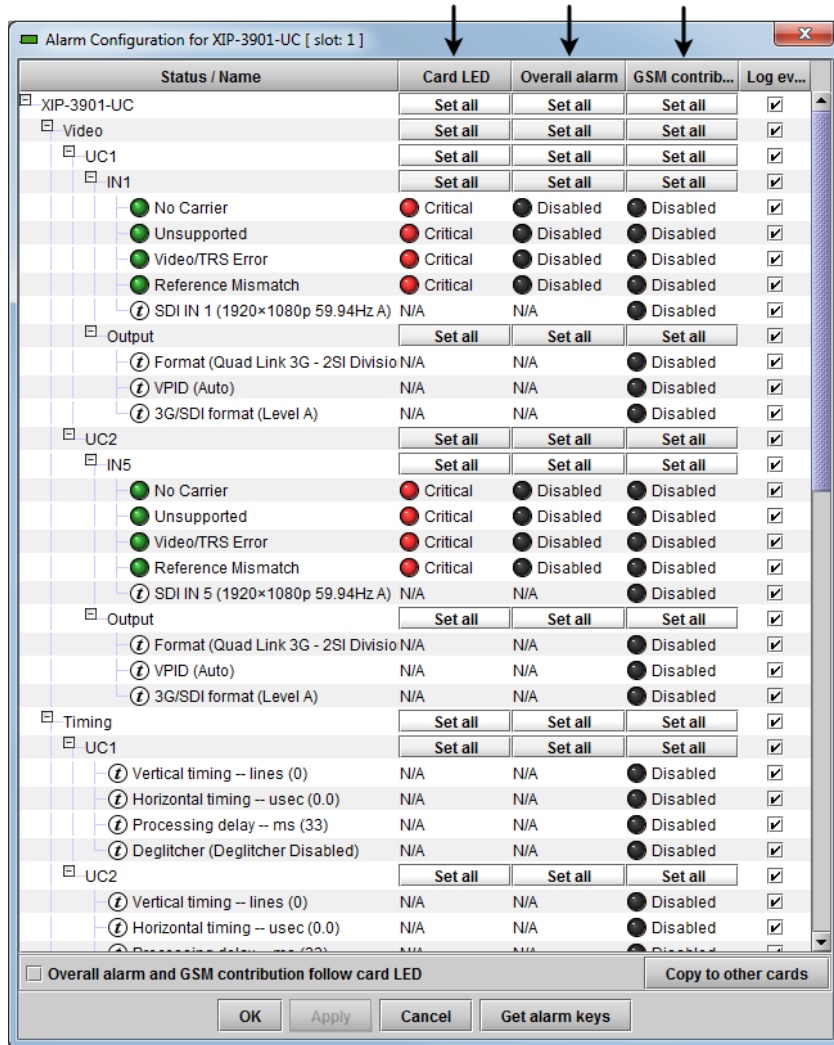 Alarm Configuration for XIP-3901-UC [ slot: 1 ]
Status / Name Card LED Overall alarm GSM contrib... Log ev...
XIP-3901-UC Set all Set all Set all
Video Set all Set all Set all
UC1 Set all Set all Set all
IN1 Set all Set all Set all
No Carrier Critical Disabled Disabled
Unsupported Critical Disabled Disabled
Video/TRS Error Critical Disabled Disabled
Reference Mismatch Critical Disabled Disabled
t SDI IN 1 (1920×1080p 59.94Hz A) N/A N/A Disabled
Output Set all Set all Set all
t Format (Quad Link 3G - 2SI Divisio N/A N/A Disabled
t VPID (Auto) N/A N/A Disabled
t 3G/SDI format (Level A) N/A N/A Disabled
UC2 Set all Set all Set all
IN5 Set all Set all Set all
No Carrier Critical Disabled Disabled
Unsupported Critical Disabled Disabled
Video/TRS Error Critical Disabled Disabled
Reference Mismatch Critical Disabled Disabled
t SDI IN 5 (1920×1080p 59.94Hz A) N/A N/A Disabled
Output Set all Set all Set all
t Format (Quad Link 3G - 2SI Divisio N/A N/A Disabled
t VPID (Auto) N/A N/A Disabled
t 3G/SDI format (Level A) N/A N/A Disabled
Timing Set all Set all Set all
UC1 Set all Set all Set all
t Vertical timing -- lines (0) N/A N/A Disabled
t Horizontal timing -- usec (0.0) N/A N/A Disabled
t Processing delay -- ms (33) N/A N/A Disabled
t Deglitcher (Deglitcher Disabled) N/A N/A Disabled
UC2 Set all Set all Set all
t Vertical timing -- lines (0) N/A N/A Disabled
t Horizontal timing -- usec (0.0) N/A N/A Disabled
Overall alarm and GSM contribution follow card LED Copy to other cards
OK Apply Cancel Get alarm keys